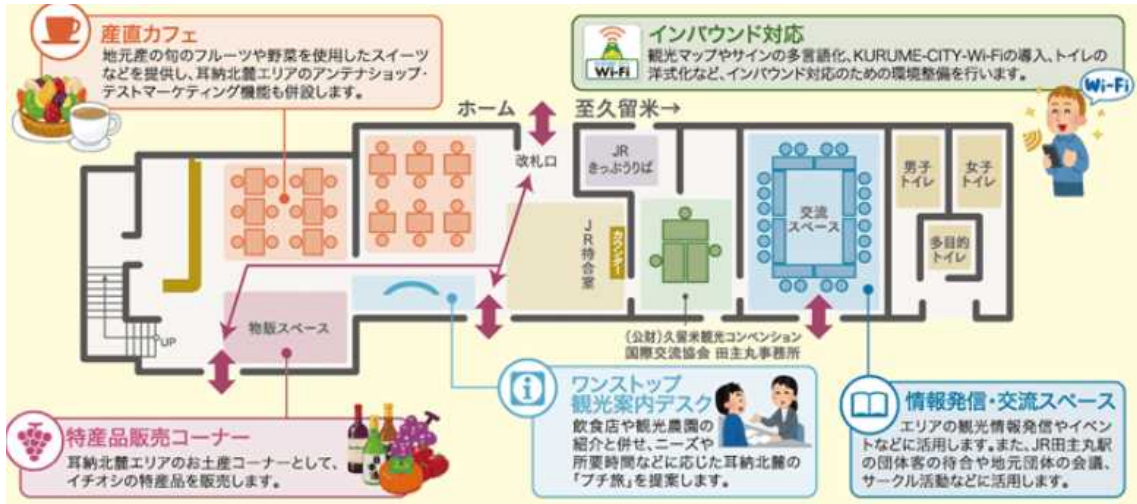 産直カフェ
地元産の旬のフルーツや野菜を使用したスイーツ
などを提供し、耳納北麓エリアのアンテナショップ・
テストマーケティング機能も併設します。
インバウンド対応
観光マップやサインの多言語化、KURUME-CITY-Wi-Fiの導入、トイレの
洋式化など、インバウンド対応のための環境整備を行います。
Wi-Fi
Wi-Fi
ホーム
至久留米→
改札口
JR
きっぷうりば
男子
トイレ
女子
トイレ
交流
スペース
JR待合室
カウンター
多目的
トイレ
物販スペース
UP
(公財)久留米観光コンベンション
国際交流協会 田主丸事務所
特産品販売コーナー
耳納北麓エリアのお土産コーナーとして、
イチオシの特産品を販売します。
ワンストップ
観光案内デスク
飲食店や観光農園の
紹介と併せ、ニーズや
所要時間などに応じた耳納北麓の
「プチ旅」を提案します。
情報発信・交流スペース
エリアの観光情報発信やイベン
トなどに活用します。また、JR田主丸駅
の団体客の待合や地元団体の会議、
サークル活動などに活用します。